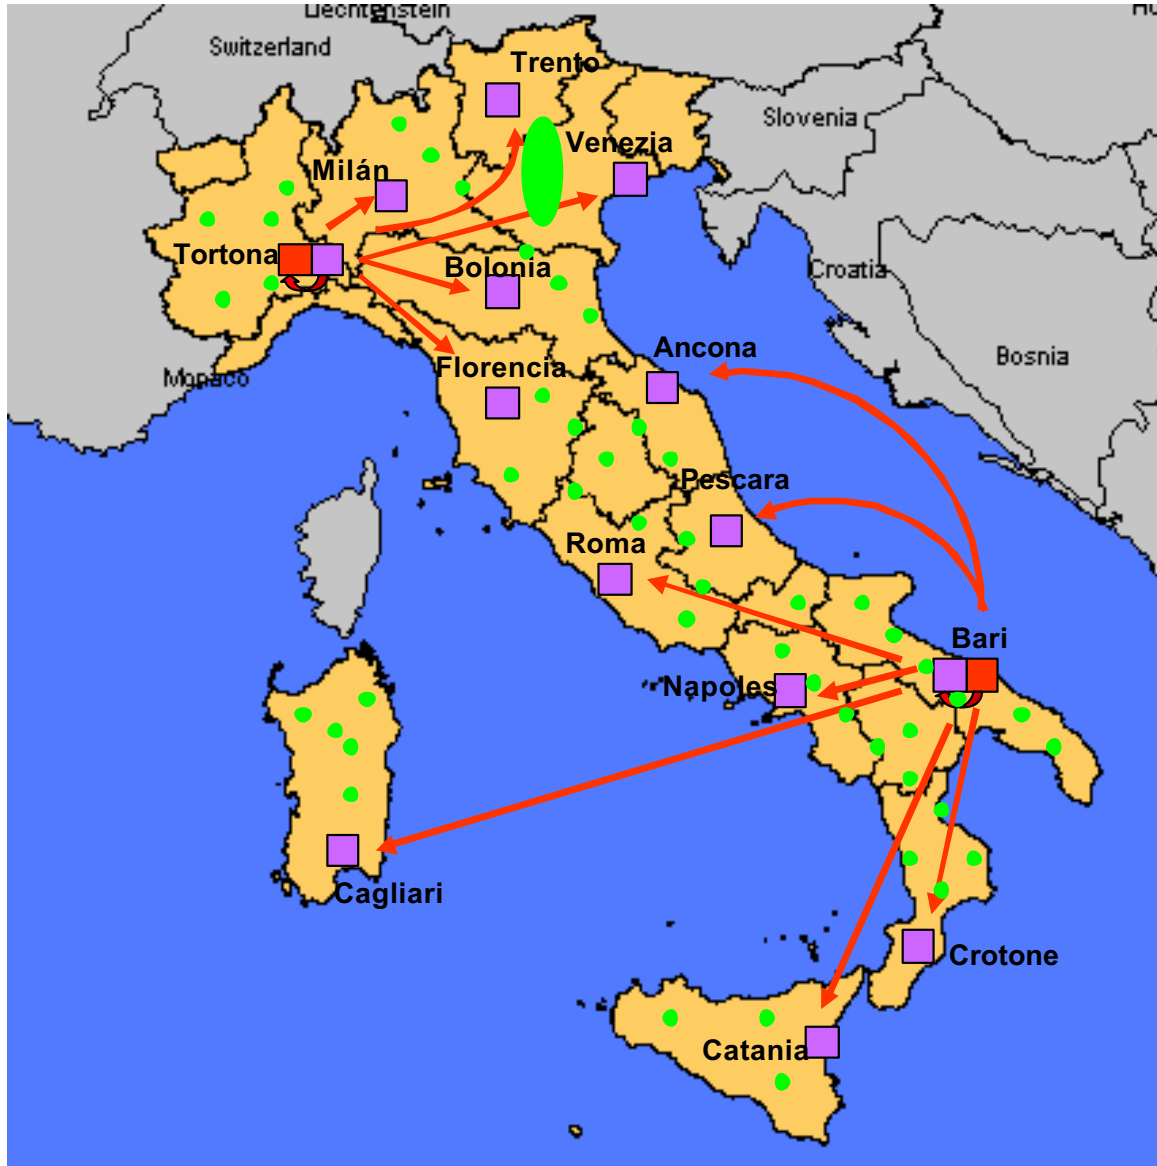 Liechtenstein
Switzerland
Trento
Slovenia
Venezia
Milán
Tortona
Bolonia
Croatia
Ancona
Bosnia
Florencia
Monaco
Pescara
Roma
Bari
Napoles
Cagliari
Crotone
Catania